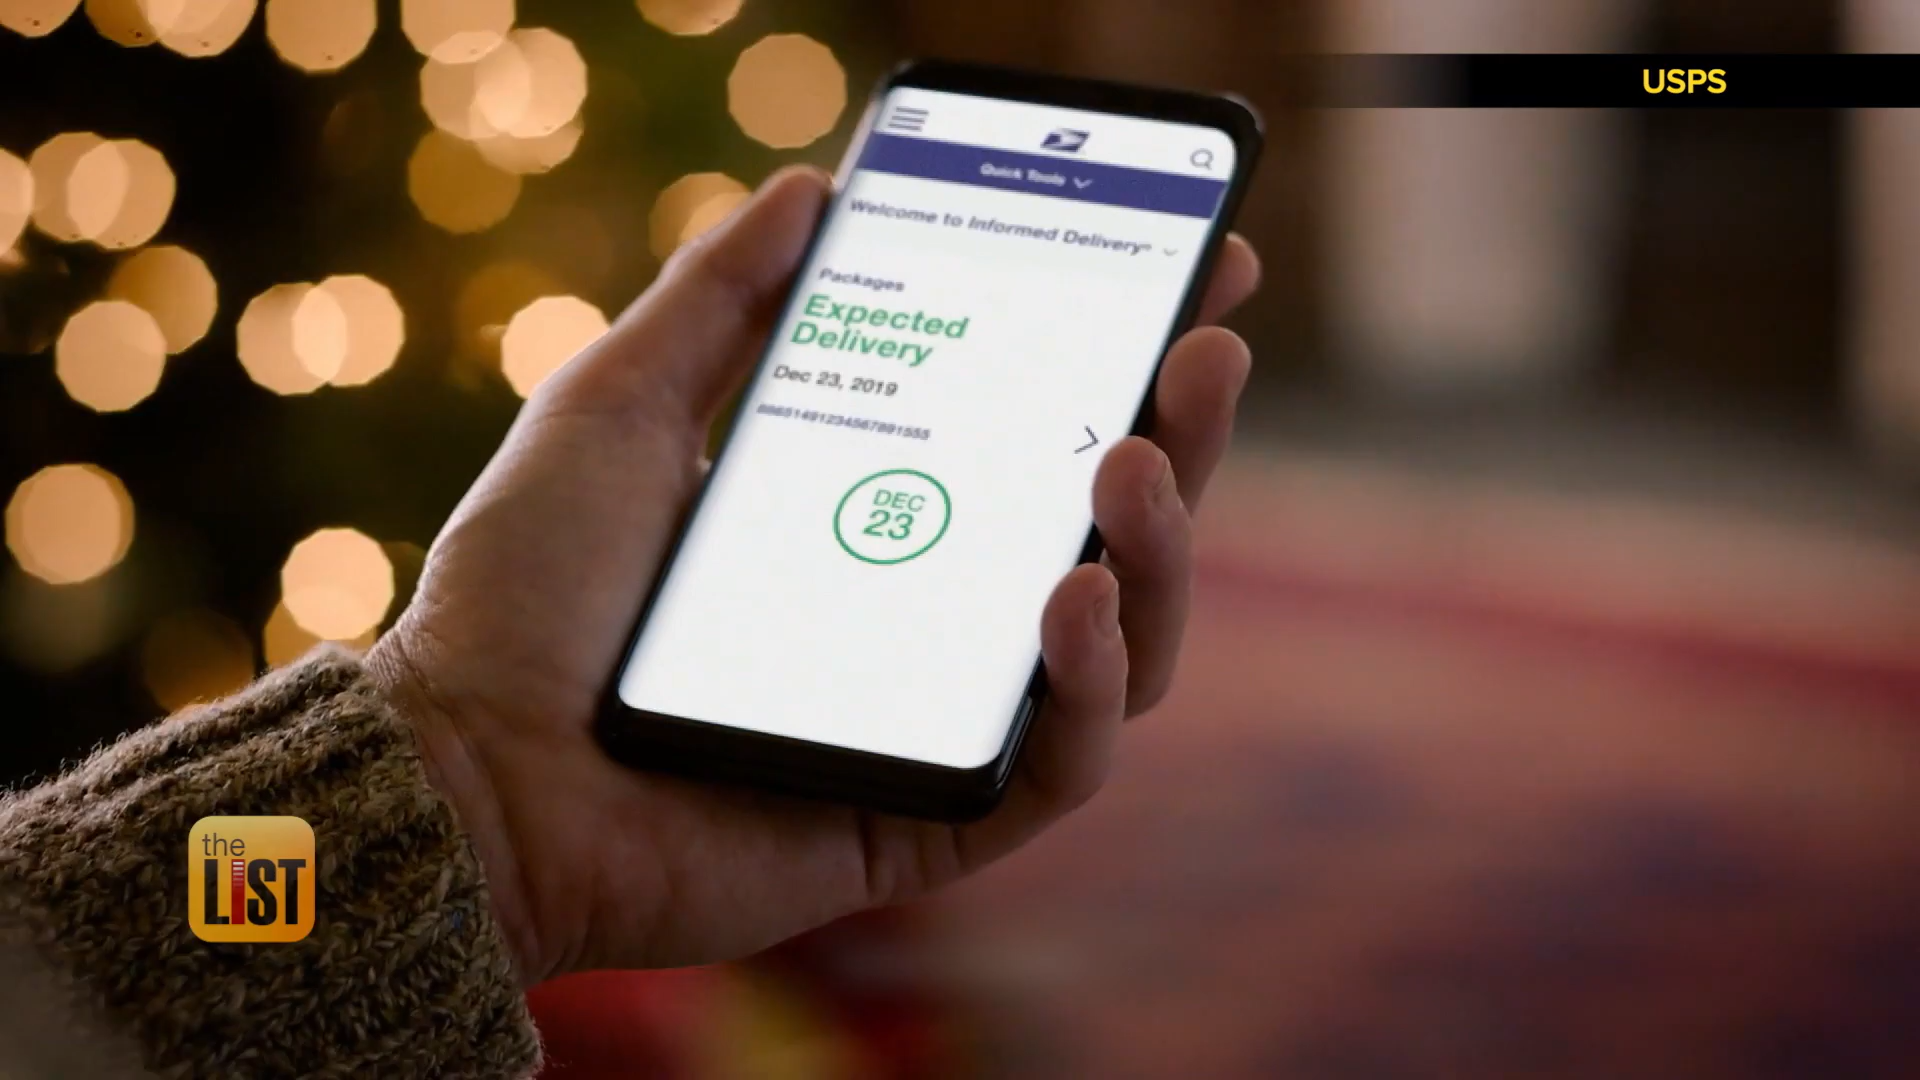 USPS
Quick Tools
Welcome to Informed Delivery®
Packages
Expected
Delivery
Dec 23, 2019
DEC
23
the
LIST